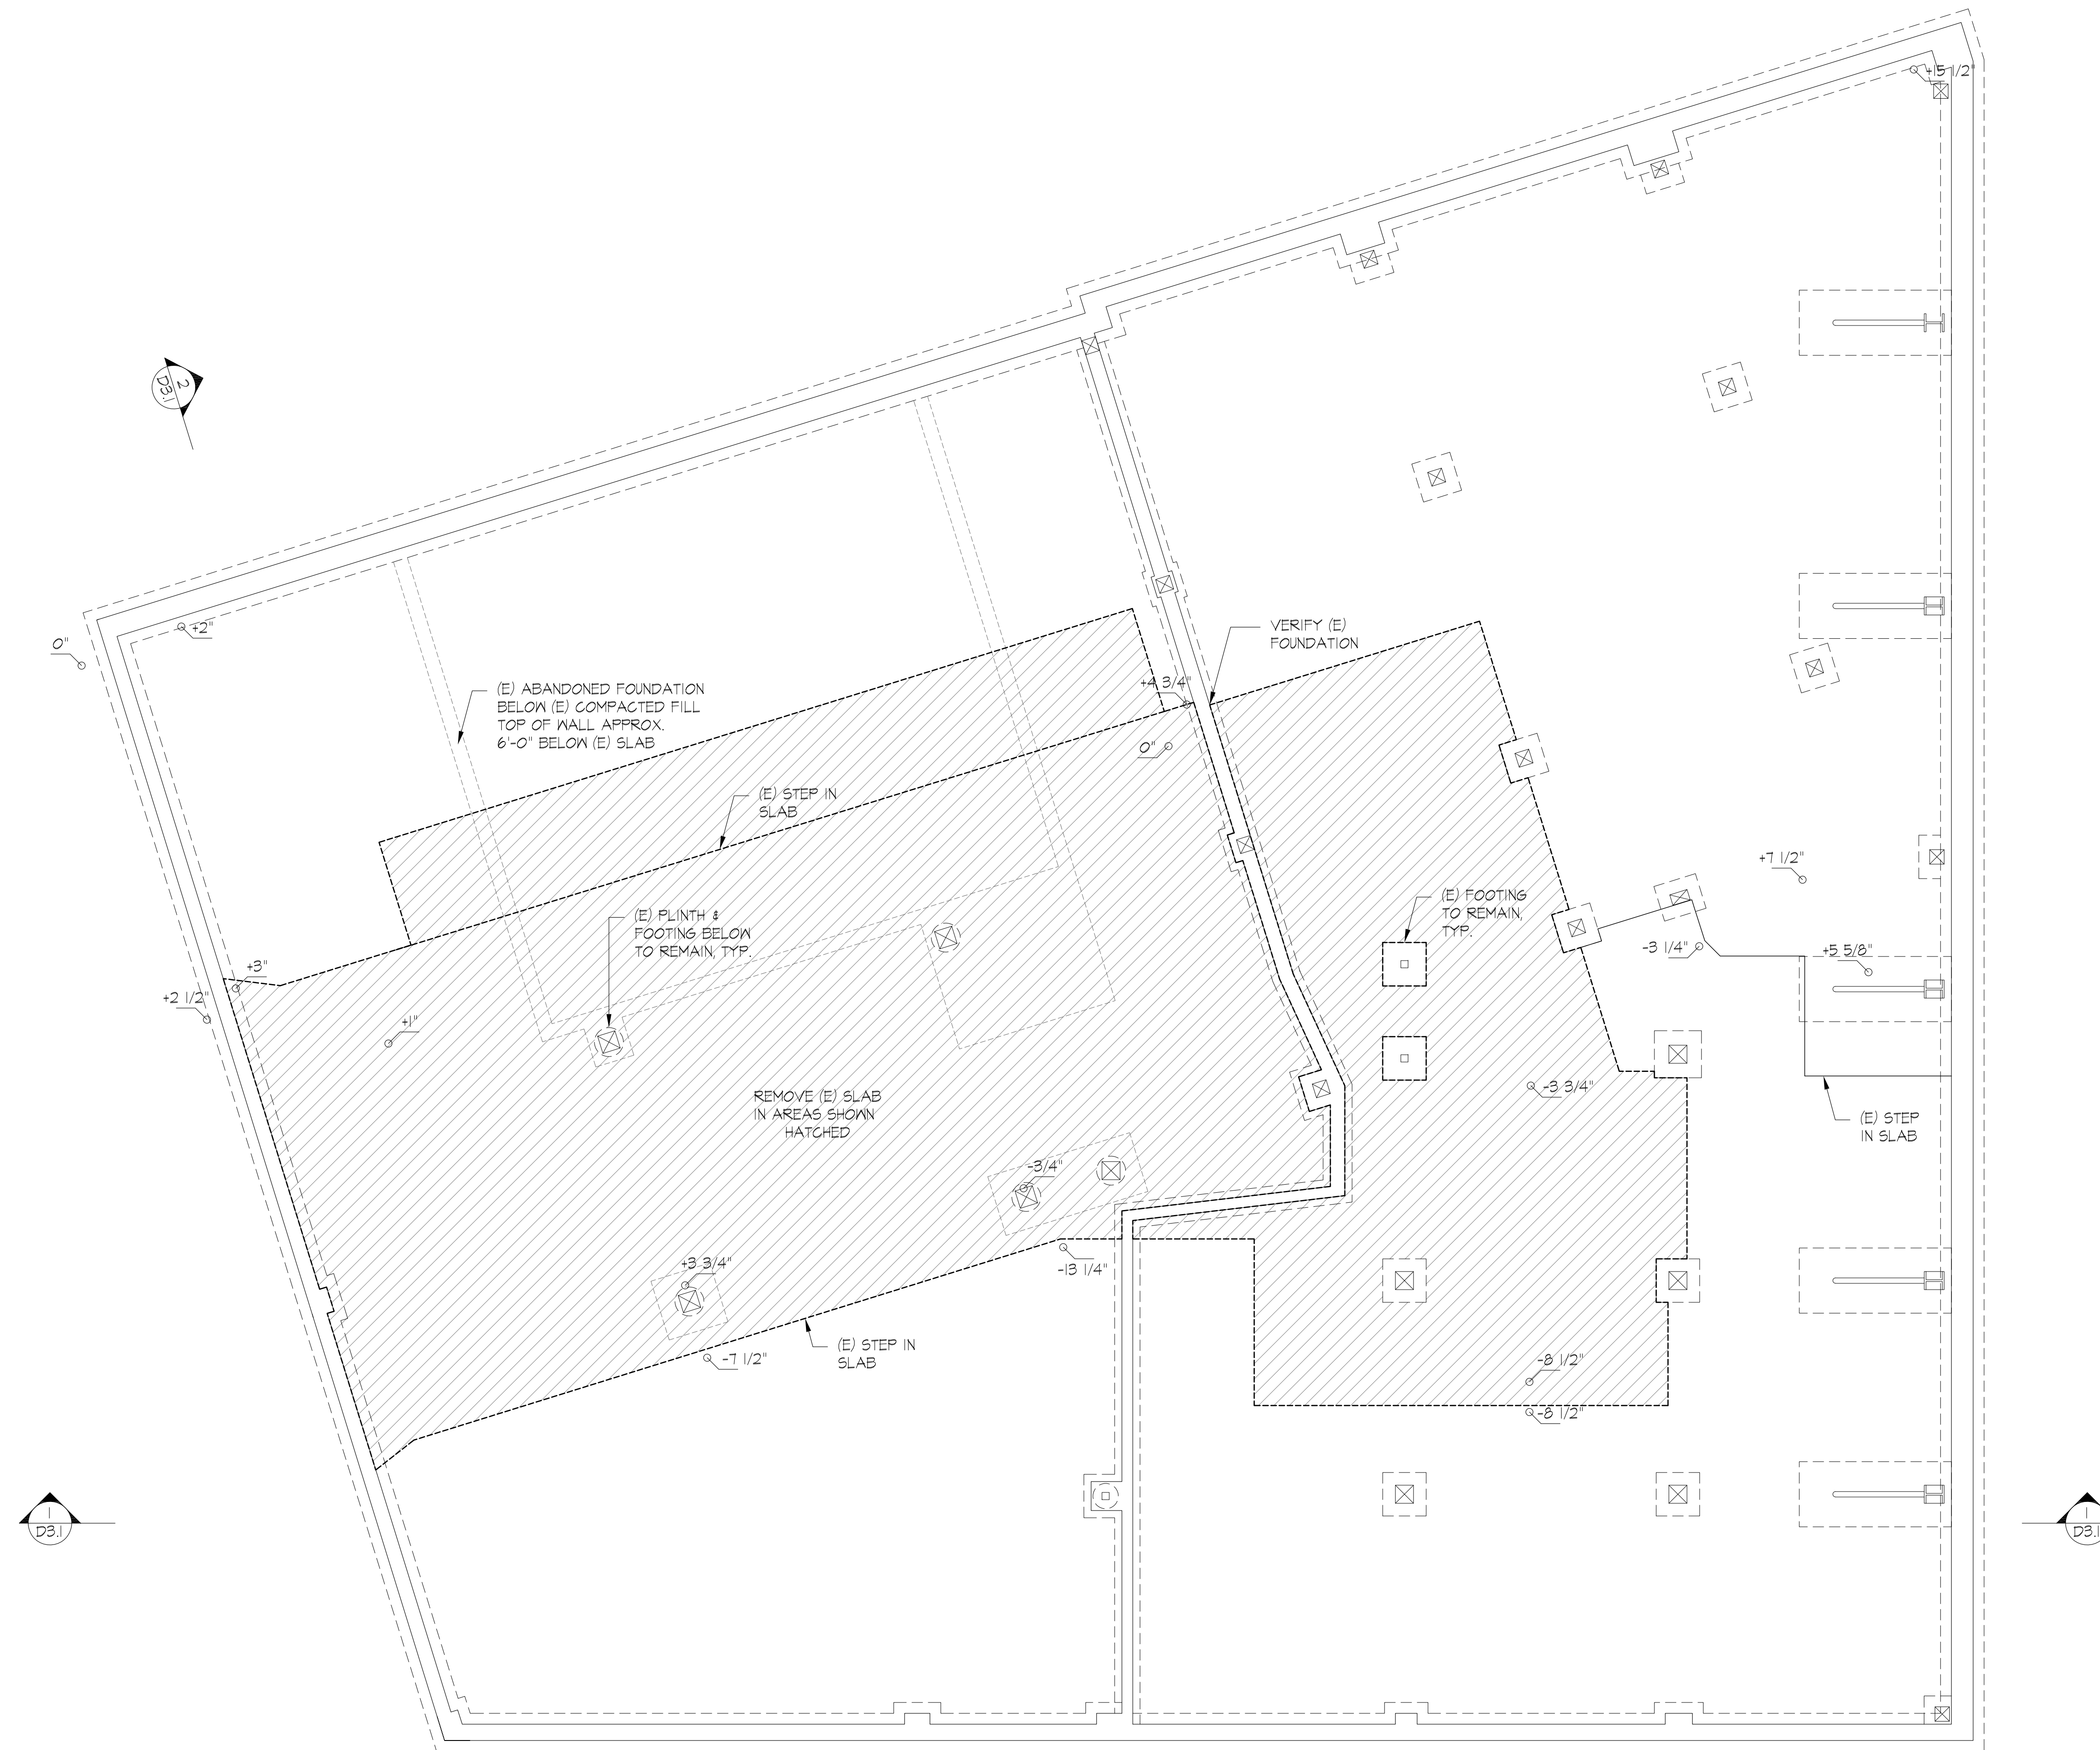 +15 1/2"
2
D3.1
0"
+2"
VERIFY (E)
FOUNDATION
(E) ABANDONED FOUNDATION
BELOW (E) COMPACTED FILL
TOP OF WALL APPROX.
6'-0" BELOW (E) SLAB
+4 3/4"
0"
(E) STEP IN
SLAB
+7 1/2"
(E) PLINTH &
FOOTING BELOW
TO REMAIN, TYP.
(E) FOOTING
TO REMAIN,
TYP.
-3 1/4"
+5 5/8"
+3"
+2 1/2"
+1"
REMOVE (E) SLAB
IN AREAS SHOWN
HATCHED
-3 3/4"
(E) STEP
IN SLAB
-3/4"
+3 3/4"
-13 1/4"
(E) STEP IN
SLAB
-7 1/2"
-8 1/2"
-8 1/2"
1
D3.1
1
D3.1